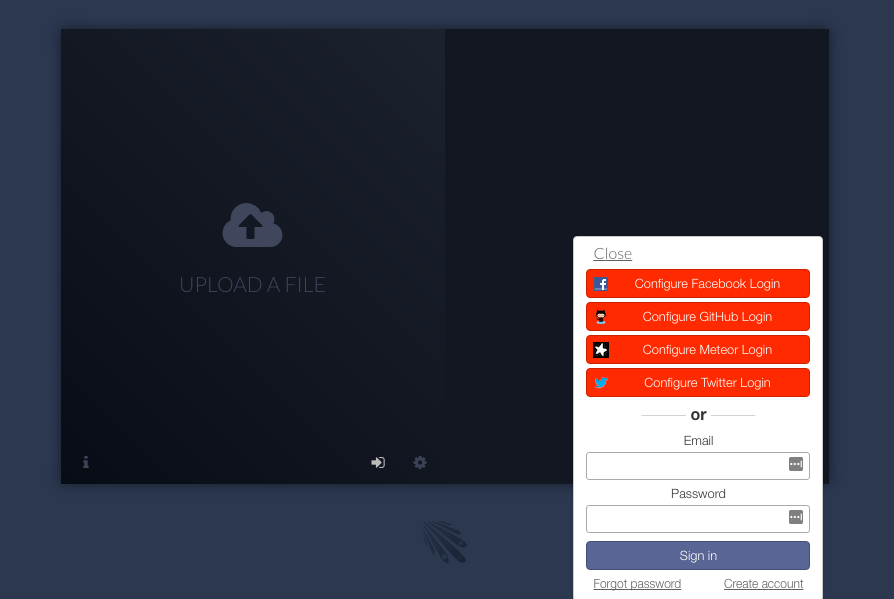 UPLOAD A FILE
Close
Configure Facebook Login
Configure GitHub Login
Configure Meteor Login
Configure Twitter Login
or
Email
Password
Sign in
Forgot password Create account